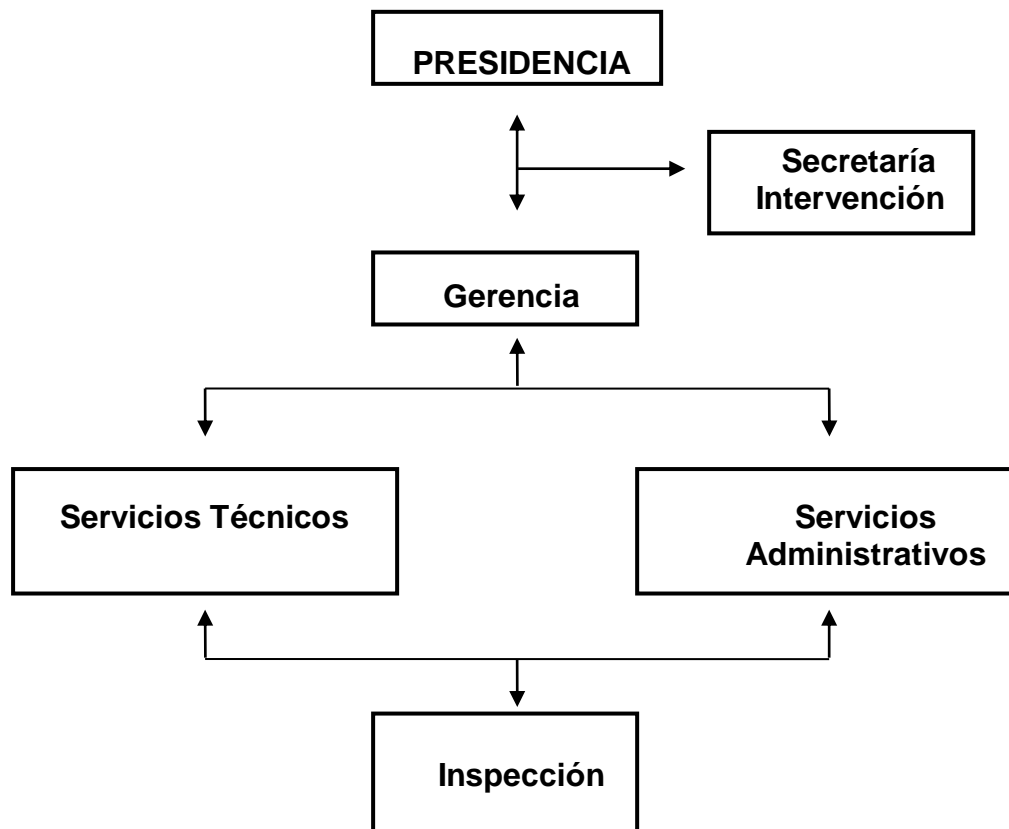 PRESIDENCIA
Secretaría
Intervención
Gerencia
Servicios Técnicos
Servicios
Administrativos
Inspección